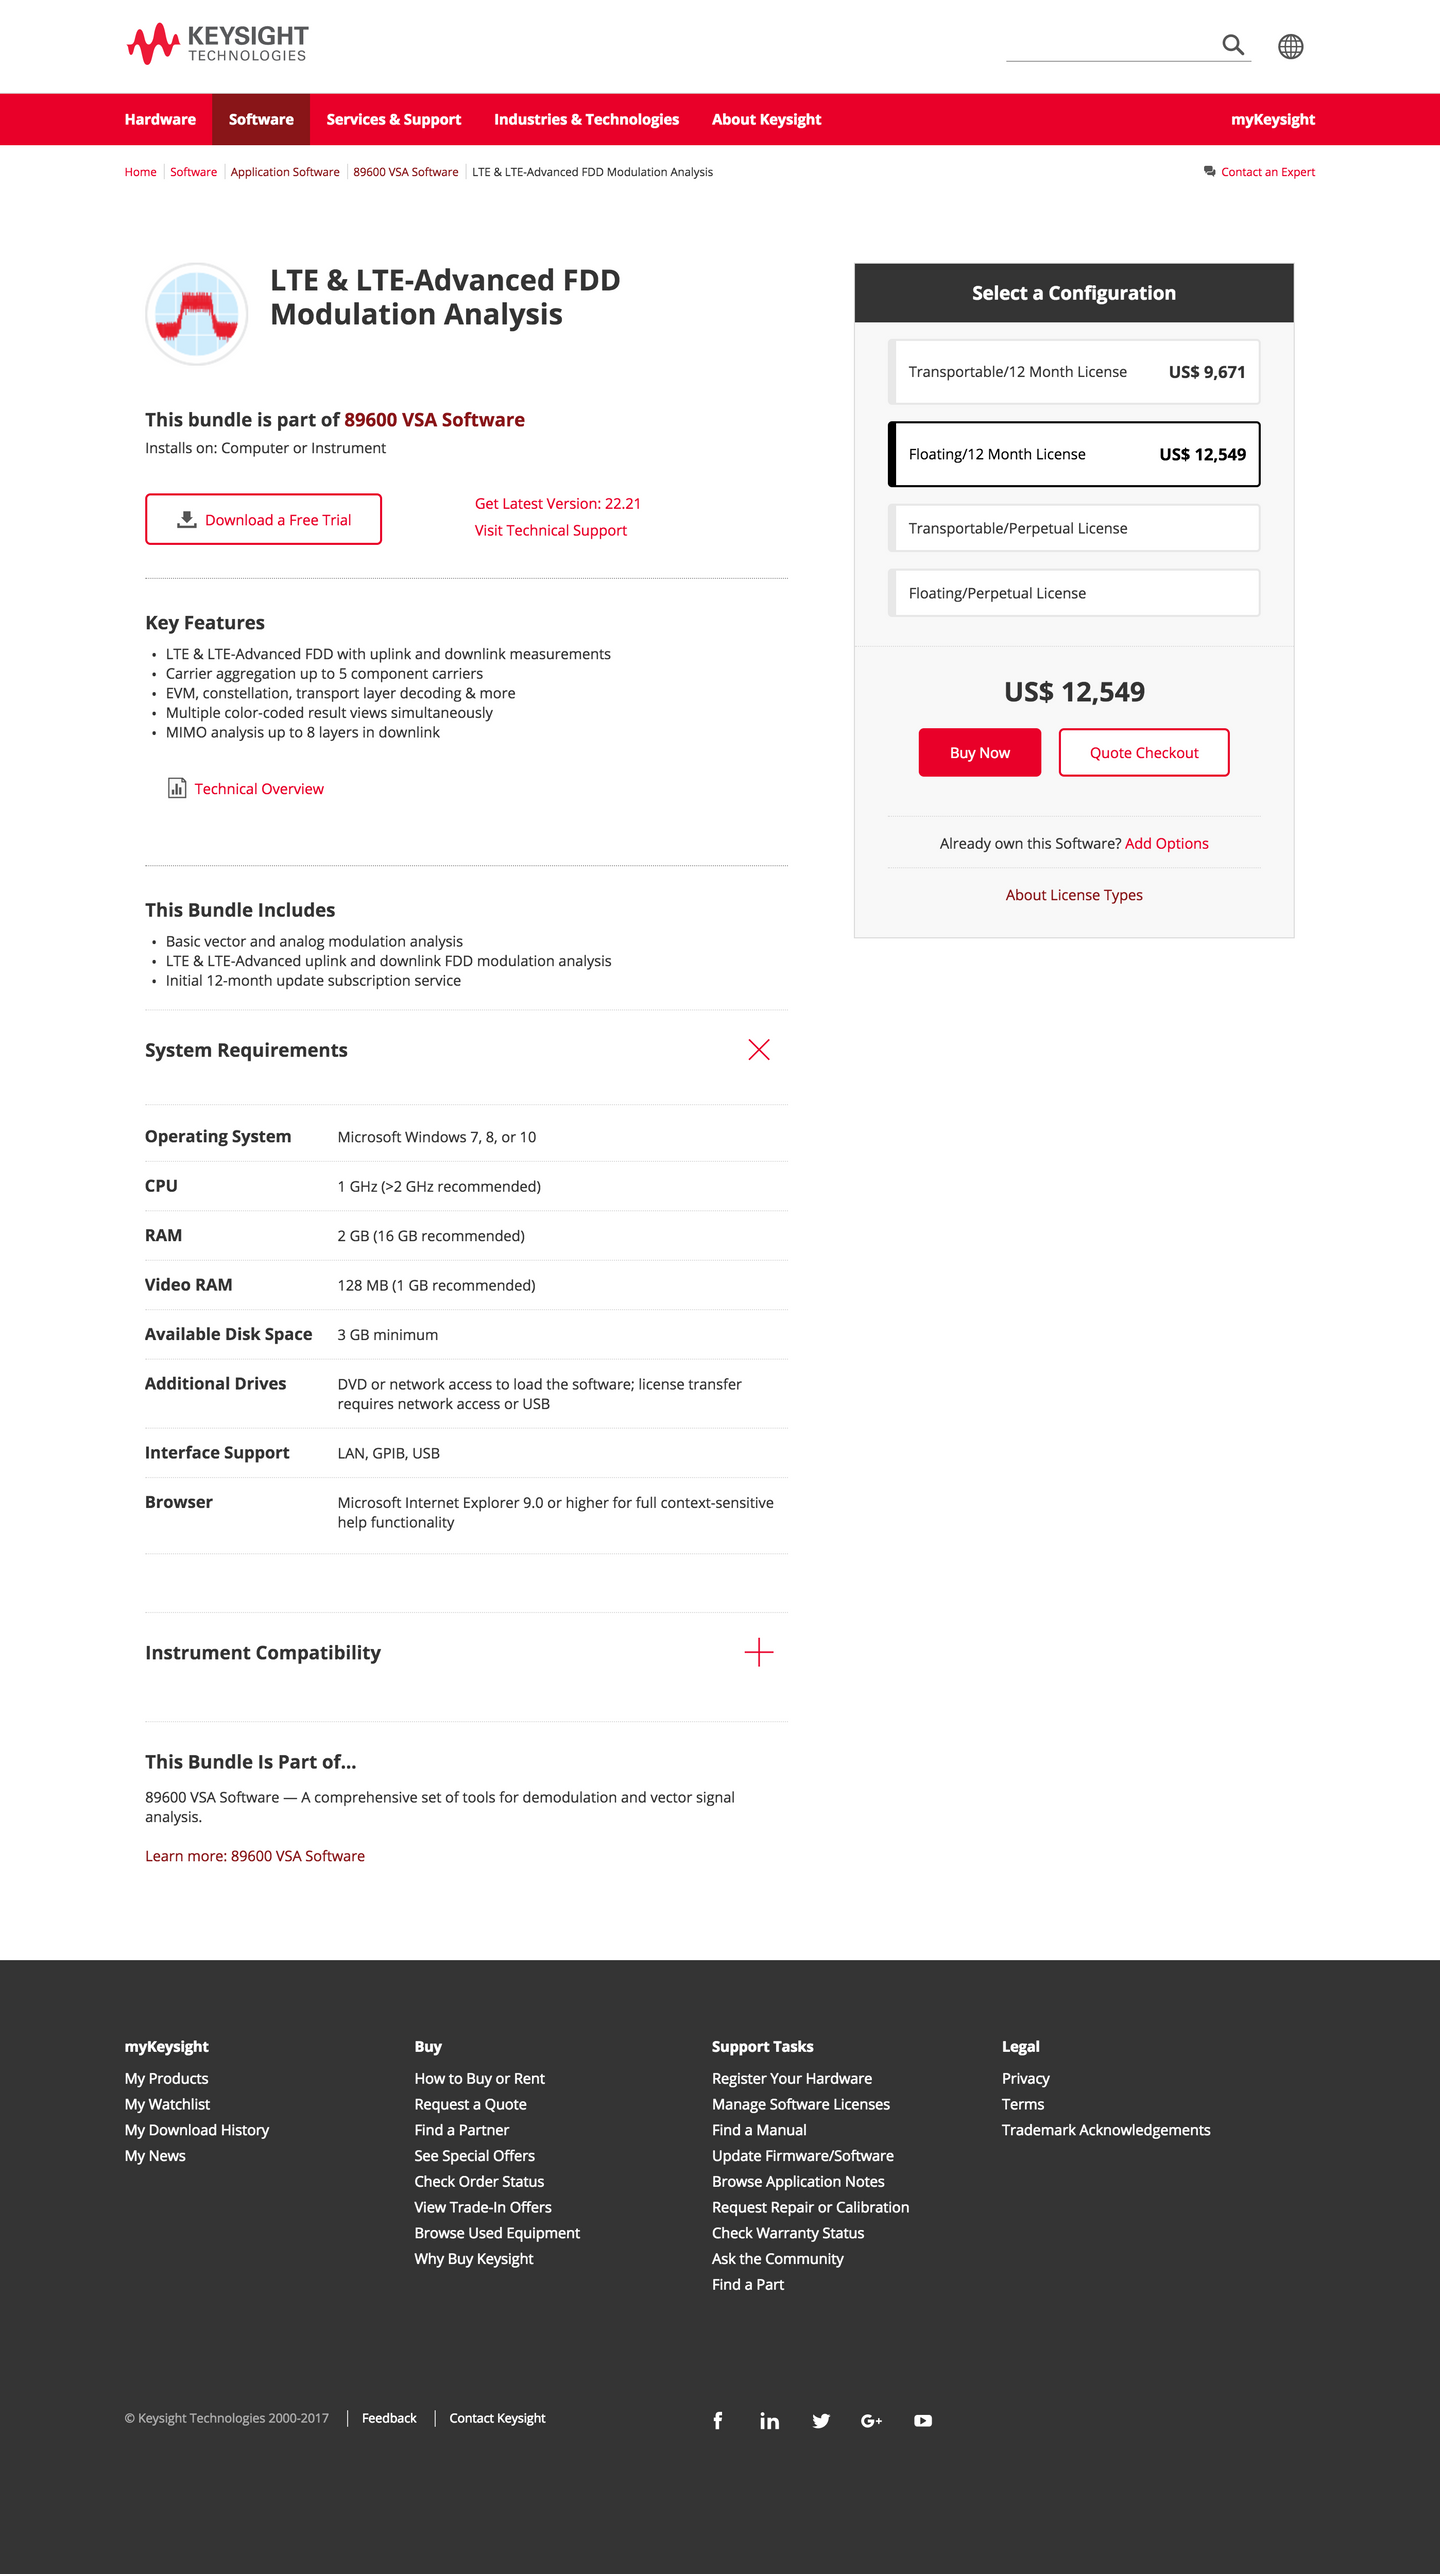 KEYSIGHT
TECHNOLOGIES
Hardware Software Services & Support Industries & Technologies About Keysight myKeysight
Home Software Application Software 89600 VSA Software LTE & LTE-Advanced FDD Modulation Analysis Contact an Expert
LTE & LTE-Advanced FDD
Modulation Analysis
This bundle is part of 89600 VSA Software
Installs on: Computer or Instrument
Download a Free Trial
Get Latest Version: 22.21
Visit Technical Support
Key Features
• LTE & LTE-Advanced FDD with uplink and downlink measurements
• Carrier aggregation up to 5 component carriers
• EVM, constellation, transport layer decoding & more
• Multiple color-coded result views simultaneously
• MIMO analysis up to 8 layers in downlink
Technical Overview
This Bundle Includes
• Basic vector and analog modulation analysis
• LTE & LTE-Advanced uplink and downlink FDD modulation analysis
• Initial 12-month update subscription service
System Requirements
Operating System Microsoft Windows 7, 8, or 10
CPU 1 GHz (>2 GHz recommended)
RAM 2 GB (16 GB recommended)
Video RAM 128 MB (1 GB recommended)
Available Disk Space 3 GB minimum
Additional Drives DVD or network access to load the software; license transfer
requires network access or USB
Interface Support LAN, GPIB, USB
Browser Microsoft Internet Explorer 9.0 or higher for full context-sensitive
help functionality
Instrument Compatibility
This Bundle Is Part of...
89600 VSA Software — A comprehensive set of tools for demodulation and vector signal
analysis.
Learn more: 89600 VSA Software
Select a Configuration
Transportable/12 Month License US$ 9,671
Floating/12 Month License US$ 12,549
Transportable/Perpetual License
Floating/Perpetual License
US$ 12,549
Buy Now Quote Checkout
Already own this Software? Add Options
About License Types
myKeysight
My Products
My Watchlist
My Download History
My News
Buy
How to Buy or Rent
Request a Quote
Find a Partner
See Special Offers
Check Order Status
View Trade-In Offers
Browse Used Equipment
Why Buy Keysight
Support Tasks
Register Your Hardware
Manage Software Licenses
Find a Manual
Update Firmware/Software
Browse Application Notes
Request Repair or Calibration
Check Warranty Status
Ask the Community
Find a Part
Legal
Privacy
Terms
Trademark Acknowledgements
© Keysight Technologies 2000-2017 Feedback Contact Keysight
f in G+